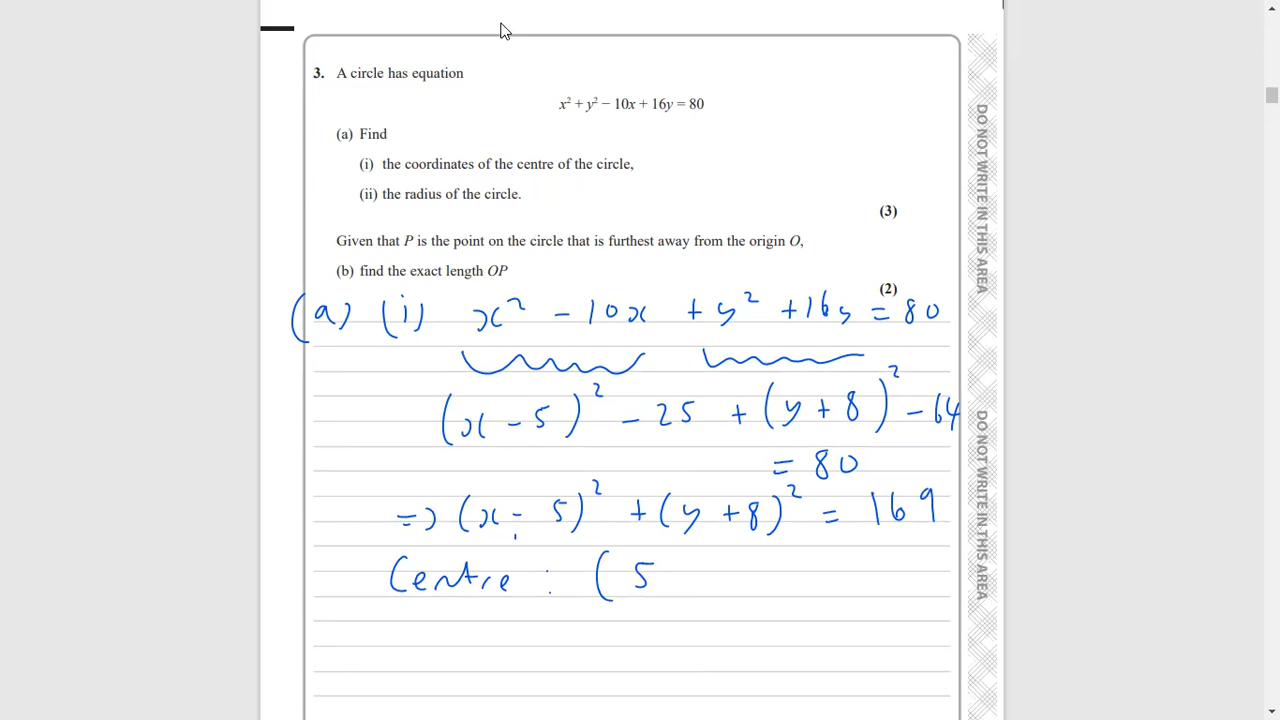 3. A circle has equation
x² + y² − 10x + 16y = 80
(a) Find
(i) the coordinates of the centre of the circle,
(ii) the radius of the circle.
(3)
Given that P is the point on the circle that is furthest away from the origin O,
(b) find the exact length OP
(2)
(a) (i) x² − 10x + y² + 16y = 80
(x − 5)² − 25 + (y + 8)² − 64
= 80
=> (x − 5)² + (y + 8)² = 169
Centre : ( 5
DO NOT WRITE IN THIS AREA
DO NOT WRITE IN THIS AREA